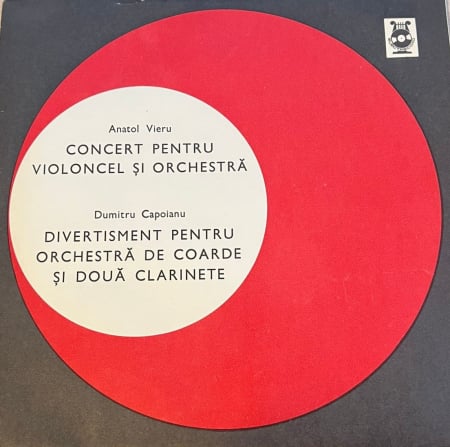 Anatol Vieru
CONCERT PENTRU
VIOLONCEL ȘI ORCHESTRĂ
Dumitru Capoianu
DIVERTISMENT PENTRU
ORCHESTRĂ DE COARDE
ȘI DOUĂ CLARINETE